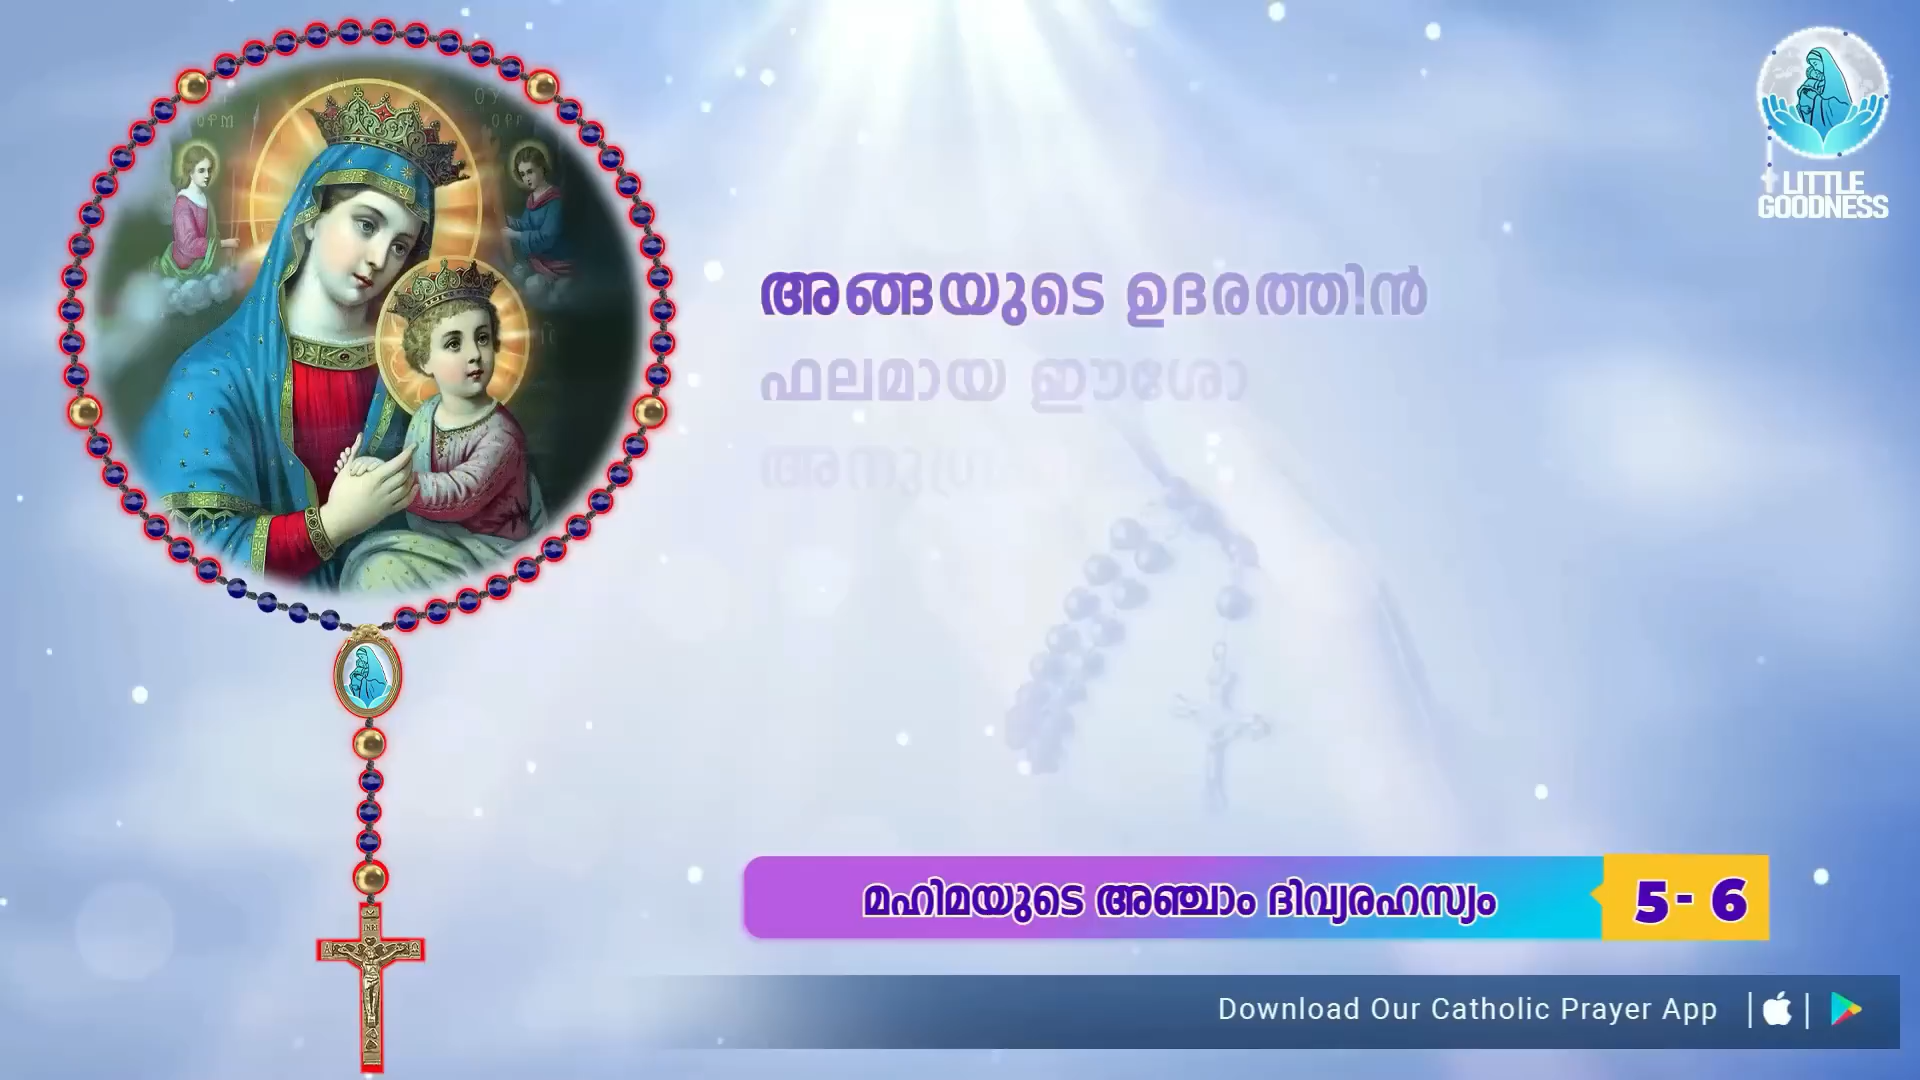 LITTLE
GOODNESS
അങ്ങയുടെ ഉദരത്തിൻ
ഫലമായ ഈശോ
മഹിമയുടെ അഞ്ചാം ദിവ്യരഹസ്യം
5 - 6
Download Our Catholic Prayer App